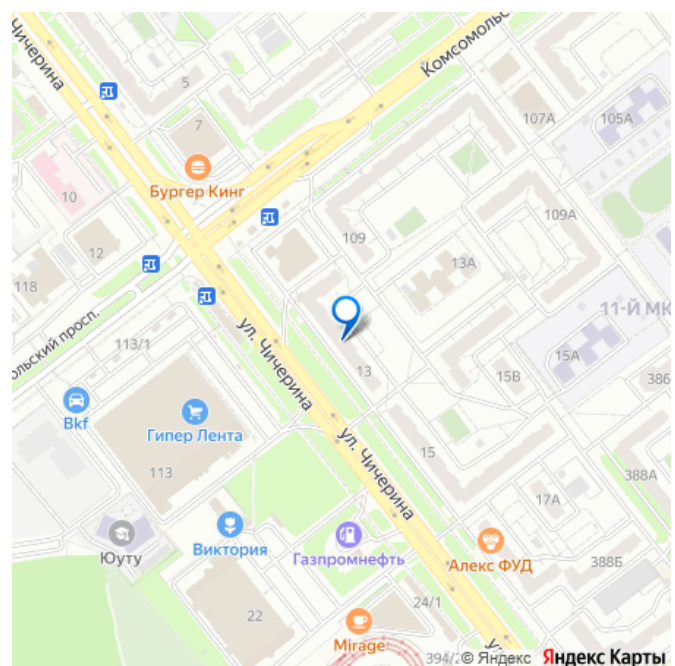 Чичерина
Комсомольс
5
7
107А
105А
Бургер Кинг
10
109А
109
12
13А
118
11-Й МК
ольский просп.
113/1
ул. Чичерина
15А
13
15В
386
Bkf
Гипер Лента
ул. Чичерина
15
113
388А
17А
Юуту
Виктория
Газпромнефть
Алекс ФУД
388Б
22
24/1
Mirage
394/2
© Яндекс Яндекс Карты